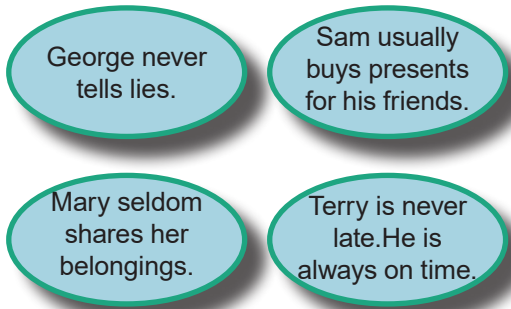 George never
tells lies.
Sam usually
buys presents
for his friends.
Mary seldom
shares her
belongings.
Terry is never
late.He is
always on time.